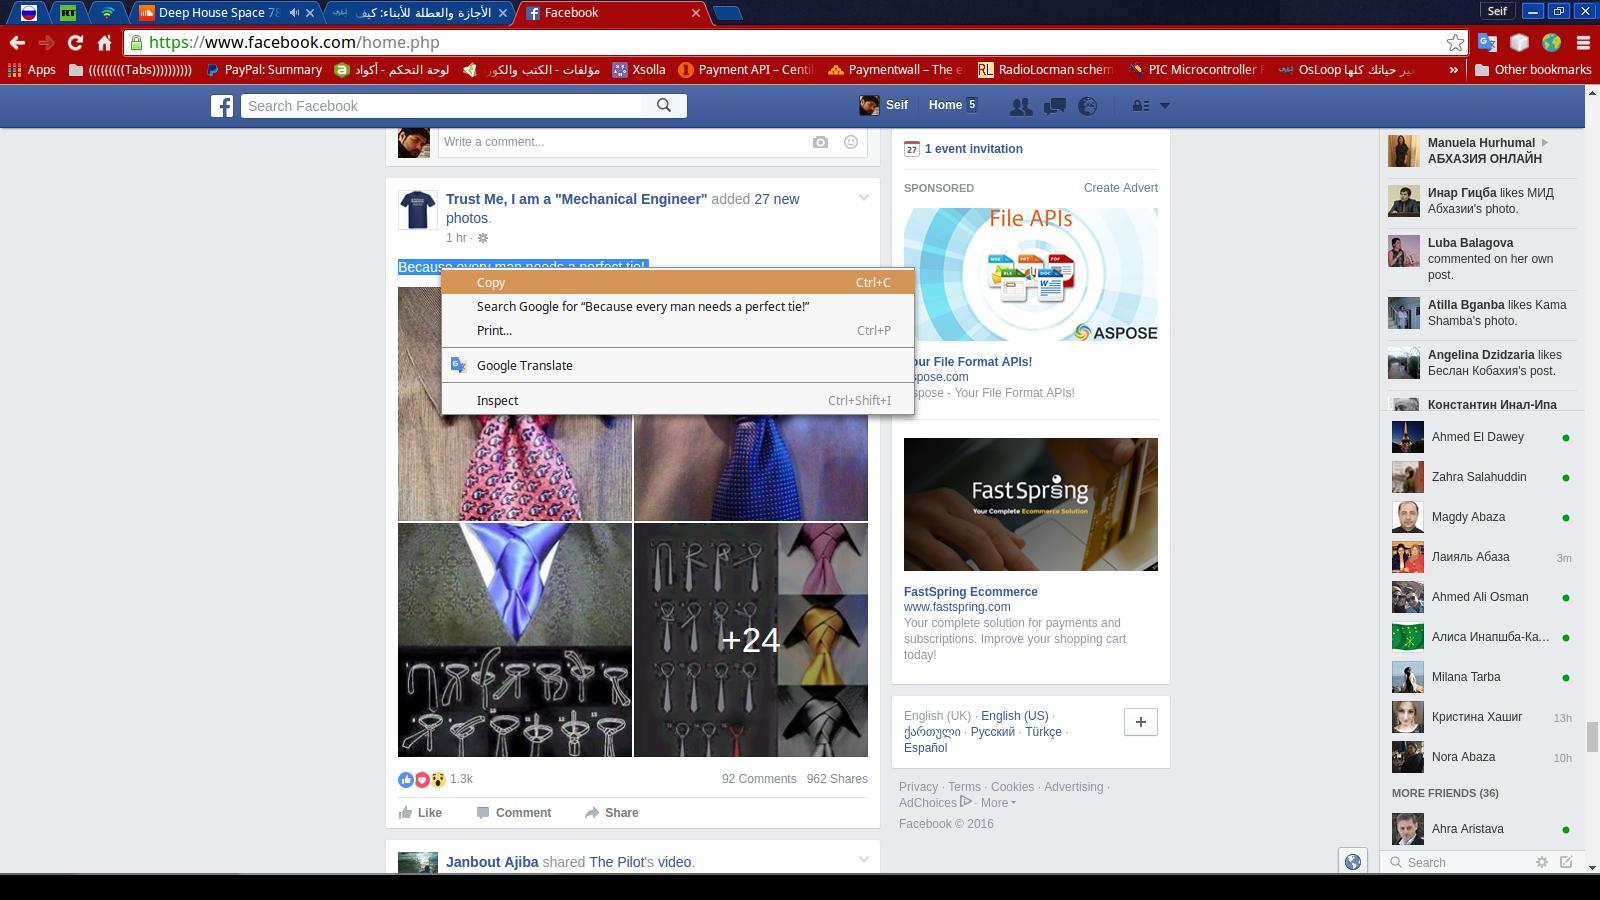 RT
Deep House Space 78
الأجازة والعطلة للأبناء: كيف
Facebook
Seif
https://www.facebook.com/home.php
Apps
(((((((((Tabs))))))))))
PayPal: Summary
لوحة التحكم - أكواد
مؤلفات - الكتب والكور
Xsolla
Payment API – Centil
Paymentwall – The e
RadioLocman schem
PIC Microcontroller
OsLoop غير حياتك كلها
»
Other bookmarks
Search Facebook
Seif
Home 5
Write a comment...
Trust Me, I am a "Mechanical Engineer" added 27 new
photos.
1 hr ·
Because every man needs a perfect tie!
Copy Ctrl+C
Search Google for “Because every man needs a perfect tie!”
Print... Ctrl+P
Google Translate
Inspect Ctrl+Shift+I
+24
1.3k
92 Comments 962 Shares
Like Comment Share
Janbout Ajiba shared The Pilot's video.
27
1 event invitation
SPONSORED Create Advert
File APIs
ASPOSE
our File Format APIs!
spose.com
spose - Your File Format APIs!
FastSpring
Your Complete Ecommerce Solution
FastSpring Ecommerce
www.fastspring.com
Your complete solution for payments and
subscriptions. Improve your shopping cart
today!
English (UK) · English (US) ·
ქართული · Русский · Türkçe ·
Español
+
Privacy · Terms · Cookies · Advertising ·
AdChoices · More
Facebook © 2016
Manuela Hurhumal
АБХАЗИЯ ОНЛАЙН
Инар Гицба likes МИД
Абхазии's photo.
Luba Balagova
commented on her own
post.
Atilla Bganba likes Kama
Shamba's photo.
Angelina Dzidzaria likes
Беслан Кобахия's post.
Константин Инал-Ипа
Ahmed El Dawey
Zahra Salahuddin
Magdy Abaza
Лаияль Абаза 3m
Ahmed Ali Osman
Алиса Инапшба-Ка...
Milana Tarba
Кристина Хашиг 13h
Nora Abaza 10h
MORE FRIENDS (36)
Ahra Aristava
Search